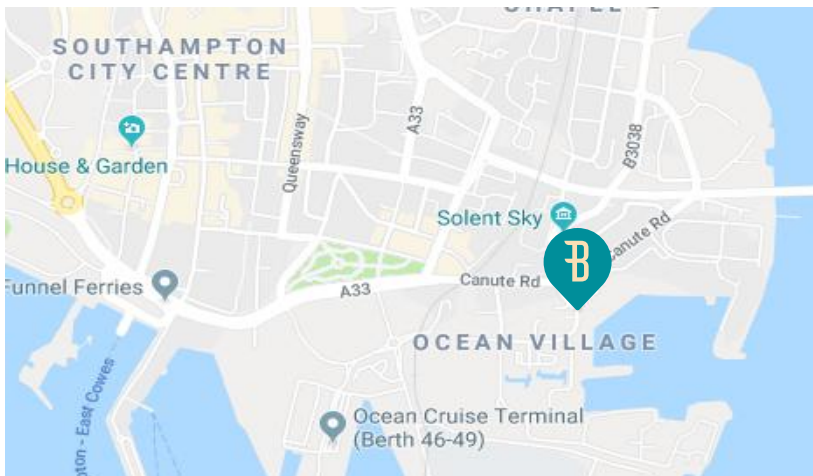 CHAPEL
SOUTHAMPTON
CITY CENTRE
A33
B3038
Queensway
House & Garden
Solent Sky
Canute Rd
B
Funnel Ferries
A33
Canute Rd
OCEAN VILLAGE
Ocean Cruise Terminal
(Berth 46-49)
ton - East Cowes